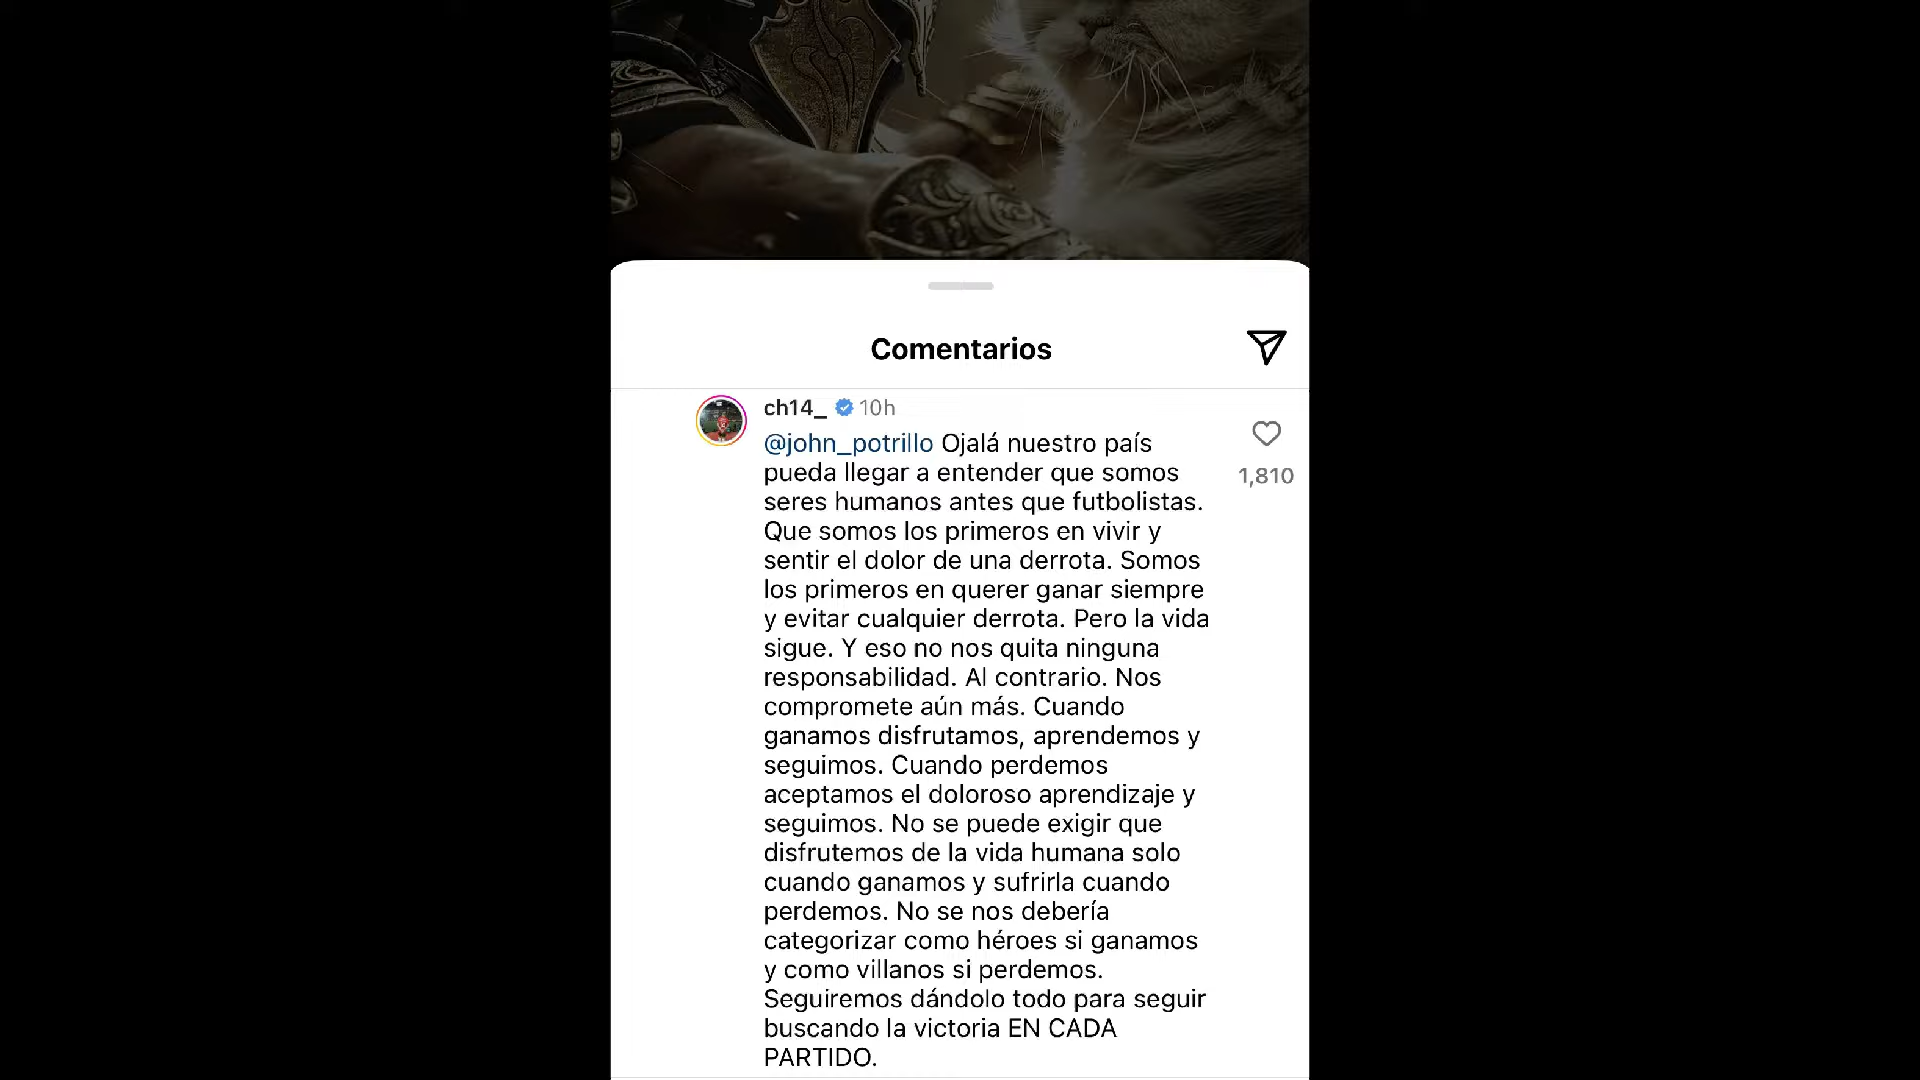 Comentarios
ch14_ 10h
@john_potrillo Ojalá nuestro país
pueda llegar a entender que somos
seres humanos antes que futbolistas.
Que somos los primeros en vivir y
sentir el dolor de una derrota. Somos
los primeros en querer ganar siempre
y evitar cualquier derrota. Pero la vida
sigue. Y eso no nos quita ninguna
responsabilidad. Al contrario. Nos
compromete aún más. Cuando
ganamos disfrutamos, aprendemos y
seguimos. Cuando perdemos
aceptamos el doloroso aprendizaje y
seguimos. No se puede exigir que
disfrutemos de la vida humana solo
cuando ganamos y sufrirla cuando
perdemos. No se nos debería
categorizar como héroes si ganamos
y como villanos si perdemos.
Seguiremos dándolo todo para seguir
buscando la victoria EN CADA
PARTIDO.
1,810